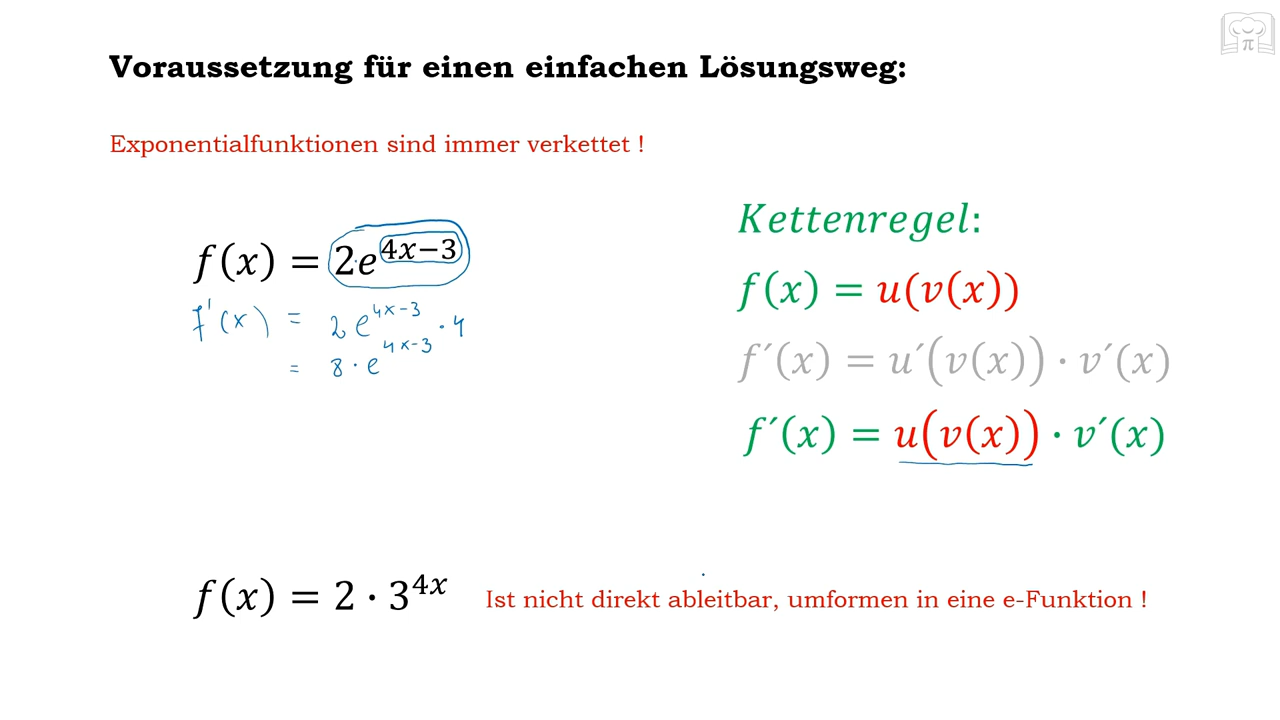 Voraussetzung für einen einfachen Lösungsweg:
Exponentialfunktionen sind immer verkettet !
f(x) = 2e^{4x−3}
f'(x) = 2e^{4x-3} · 4
= 8 · e^{4x-3}
Kettenregel:
f(x) = u(v(x))
f´(x) = u´(v(x)) · v´(x)
f´(x) = u(v(x)) · v´(x)
f(x) = 2 · 3^{4x} Ist nicht direkt ableitbar, umformen in eine e-Funktion !
π